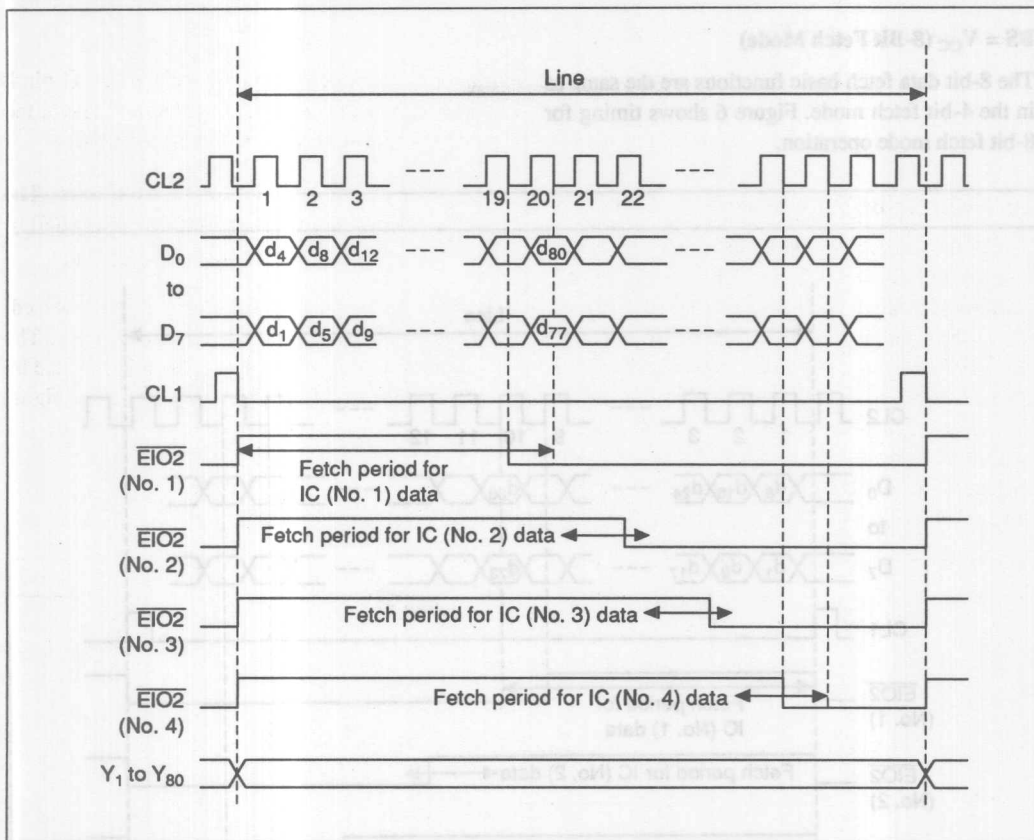 Line
CL2
1 2 3 19 20 21 22
D0 d4 d8 d12 d80
to
D7 d1 d5 d9 d77
CL1
EIO2
(No. 1)
Fetch period for
IC (No. 1) data
EIO2
(No. 2)
Fetch period for IC (No. 2) data
EIO2
(No. 3)
Fetch period for IC (No. 3) data
EIO2
(No. 4)
Fetch period for IC (No. 4) data
Y1 to Y80